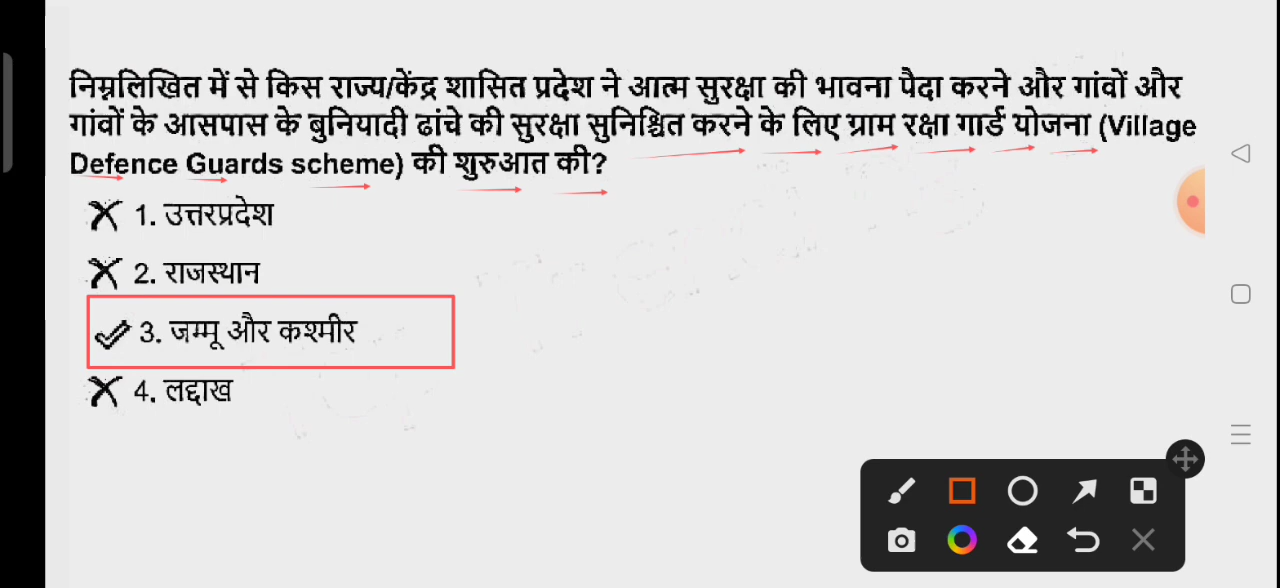 निम्नलिखित में से किस राज्य/केंद्र शासित प्रदेश ने आत्म सुरक्षा की भावना पैदा करने और गांवों और
गांवों के आसपास के बुनियादी ढांचे की सुरक्षा सुनिश्चित करने के लिए ग्राम रक्षा गार्ड योजना (Village
Defence Guards scheme) की शुरुआत की?
1. उत्तरप्रदेश
2. राजस्थान
3. जम्मू और कश्मीर
4. लद्दाख